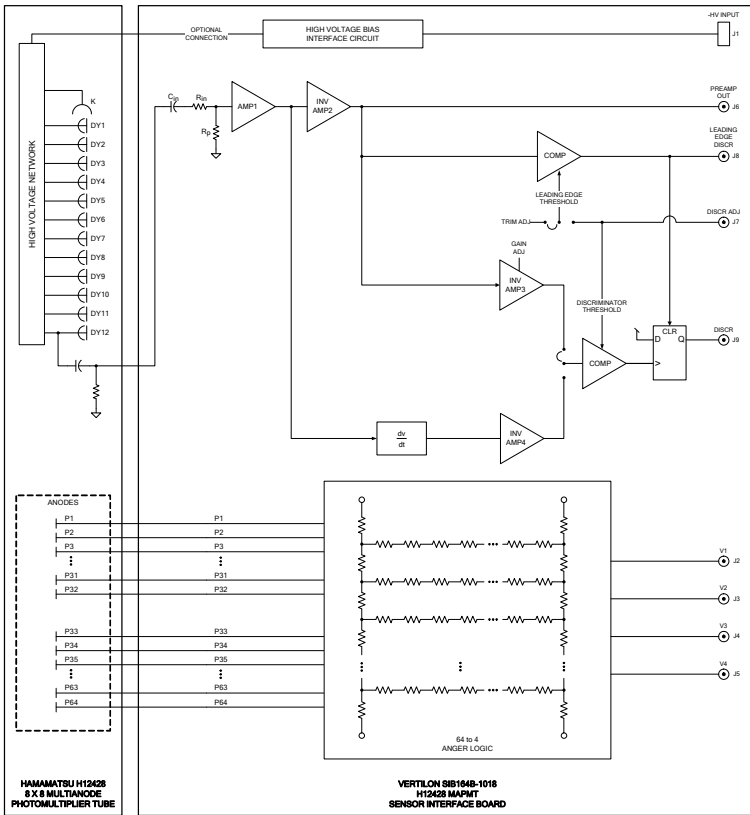 -HV INPUT
J1
OPTIONAL
CONNECTION
HIGH VOLTAGE BIAS
INTERFACE CIRCUIT
HIGH VOLTAGE NETWORK
K
DY1
DY2
DY3
DY4
DY5
DY6
DY7
DY8
DY9
DY10
DY11
DY12
Cin
Rin
Rp
AMP1
INV
AMP2
PREAMP
OUT
J6
COMP
LEADING
EDGE
DISCR
J8
LEADING EDGE
THRESHOLD
TRIM ADJ
DISCR ADJ
J7
GAIN
ADJ
INV
AMP3
DISCRIMINATOR
THRESHOLD
COMP
CLR
D Q
>
DISCR
J9
dv
dt
INV
AMP4
ANODES
P1 P1
P2 P2
P3 P3
P31 P31
P32 P32
P33 P33
P34 P34
P35 P35
P63 P63
P64 P64
V1
J2
V2
J3
V3
J4
V4
J5
64 to 4
ANGER LOGIC
HAMAMATSU H12428
8 X 8 MULTIANODE
PHOTOMULTIPLIER TUBE
VERTILON SIB164B-1018
H12428 MAPMT
SENSOR INTERFACE BOARD